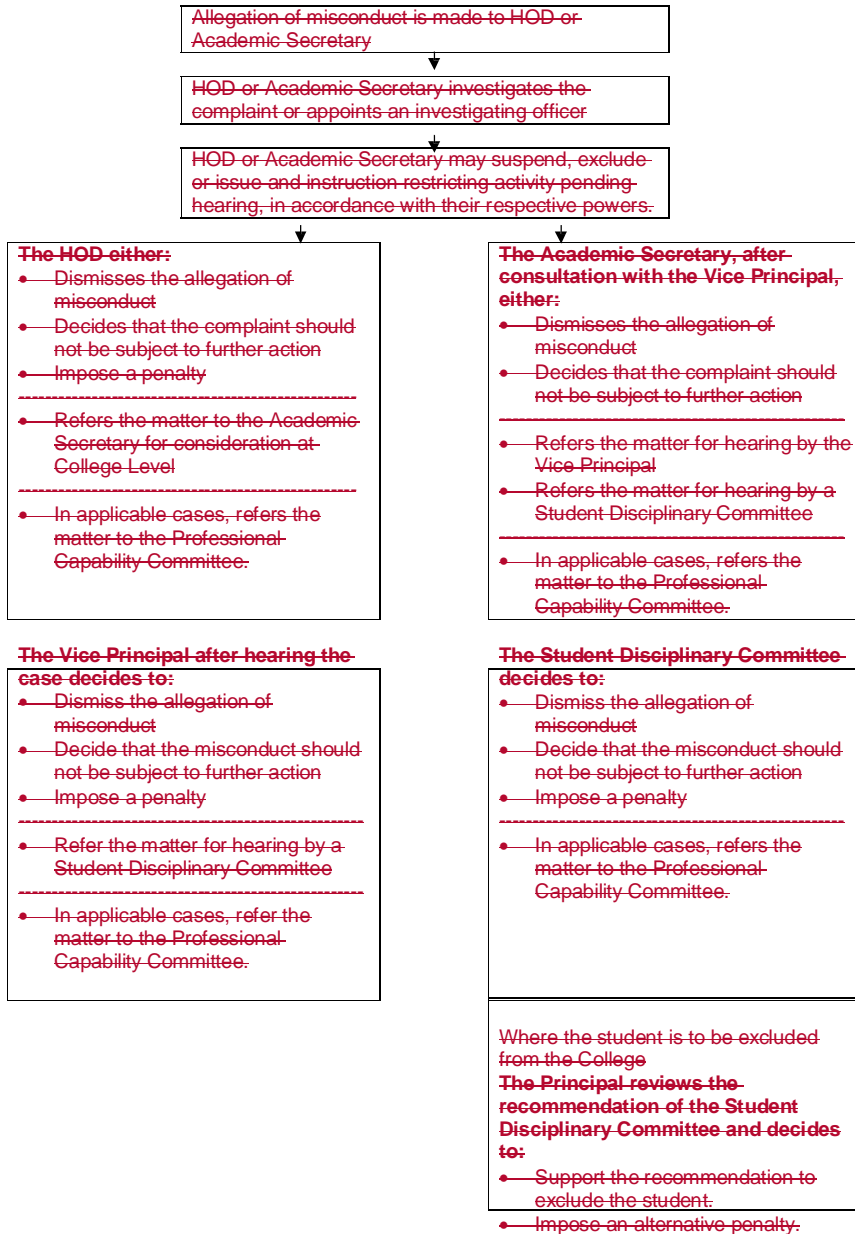 Allegation of misconduct is made to HOD or
Academic Secretary
HOD or Academic Secretary investigates the
complaint or appoints an investigating officer
HOD or Academic Secretary may suspend, exclude
or issue and instruction restricting activity pending
hearing, in accordance with their respective powers.
The HOD either:
• Dismisses the allegation of
misconduct
• Decides that the complaint should
not be subject to further action
• Impose a penalty
• Refers the matter to the Academic
Secretary for consideration at
College Level
• In applicable cases, refers the
matter to the Professional
Capability Committee.
The Academic Secretary, after
consultation with the Vice Principal,
either:
• Dismisses the allegation of
misconduct
• Decides that the complaint should
not be subject to further action
• Refers the matter for hearing by the
Vice Principal
• Refers the matter for hearing by a
Student Disciplinary Committee
• In applicable cases, refers the
matter to the Professional
Capability Committee.
The Vice Principal after hearing the
case decides to:
• Dismiss the allegation of
misconduct
• Decide that the misconduct should
not be subject to further action
• Impose a penalty
• Refer the matter for hearing by a
Student Disciplinary Committee
• In applicable cases, refer the
matter to the Professional
Capability Committee.
The Student Disciplinary Committee
decides to:
• Dismiss the allegation of
misconduct
• Decide that the misconduct should
not be subject to further action
• Impose a penalty
• In applicable cases, refers the
matter to the Professional
Capability Committee.
Where the student is to be excluded
from the College
The Principal reviews the
recommendation of the Student
Disciplinary Committee and decides
to:
• Support the recommendation to
exclude the student.
• Impose an alternative penalty.